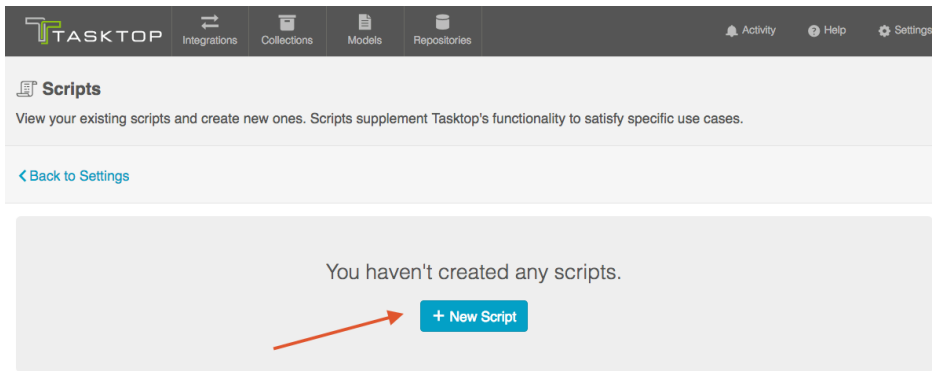 TASKTOP
Integrations
Collections
Models
Repositories
Activity
Help
Settings
Scripts
View your existing scripts and create new ones. Scripts supplement Tasktop's functionality to satisfy specific use cases.
Back to Settings
You haven't created any scripts.
+ New Script